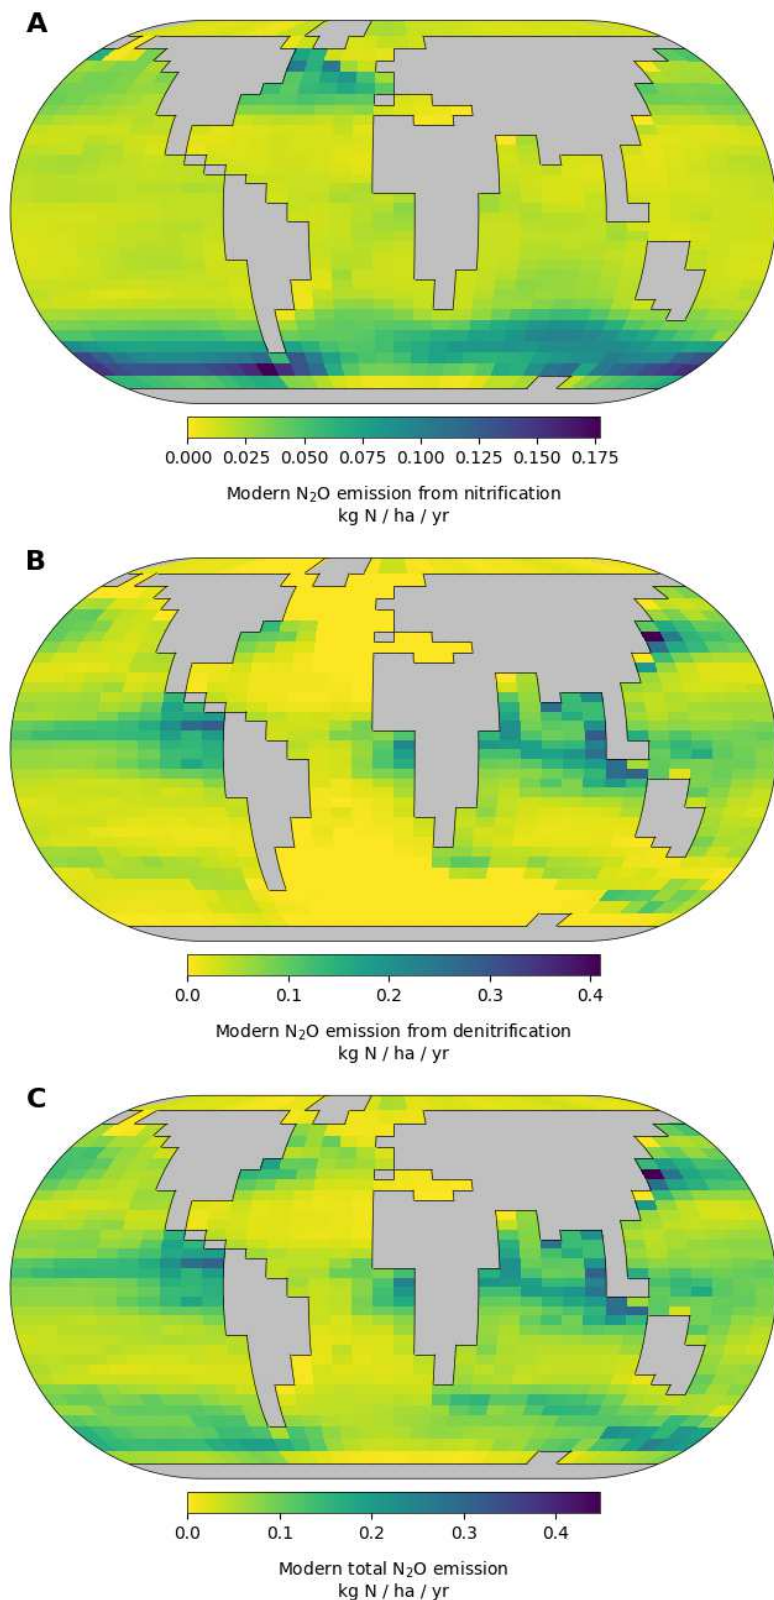 A
0.000 0.025 0.050 0.075 0.100 0.125 0.150 0.175
Modern N₂O emission from nitrification
kg N / ha / yr
B
0.0 0.1 0.2 0.3 0.4
Modern N₂O emission from denitrification
kg N / ha / yr
C
0.0 0.1 0.2 0.3 0.4
Modern total N₂O emission
kg N / ha / yr